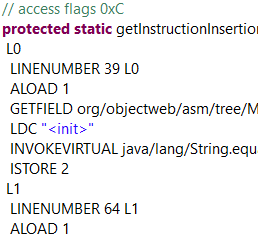 // access flags 0xC
protected static getInstructionInsertion
L0
LINENUMBER 39 L0
ALOAD 1
GETFIELD org/objectweb/asm/tree/M
LDC "<init>"
INVOKEVIRTUAL java/lang/String.equ
ISTORE 2
L1
LINENUMBER 64 L1
ALOAD 1